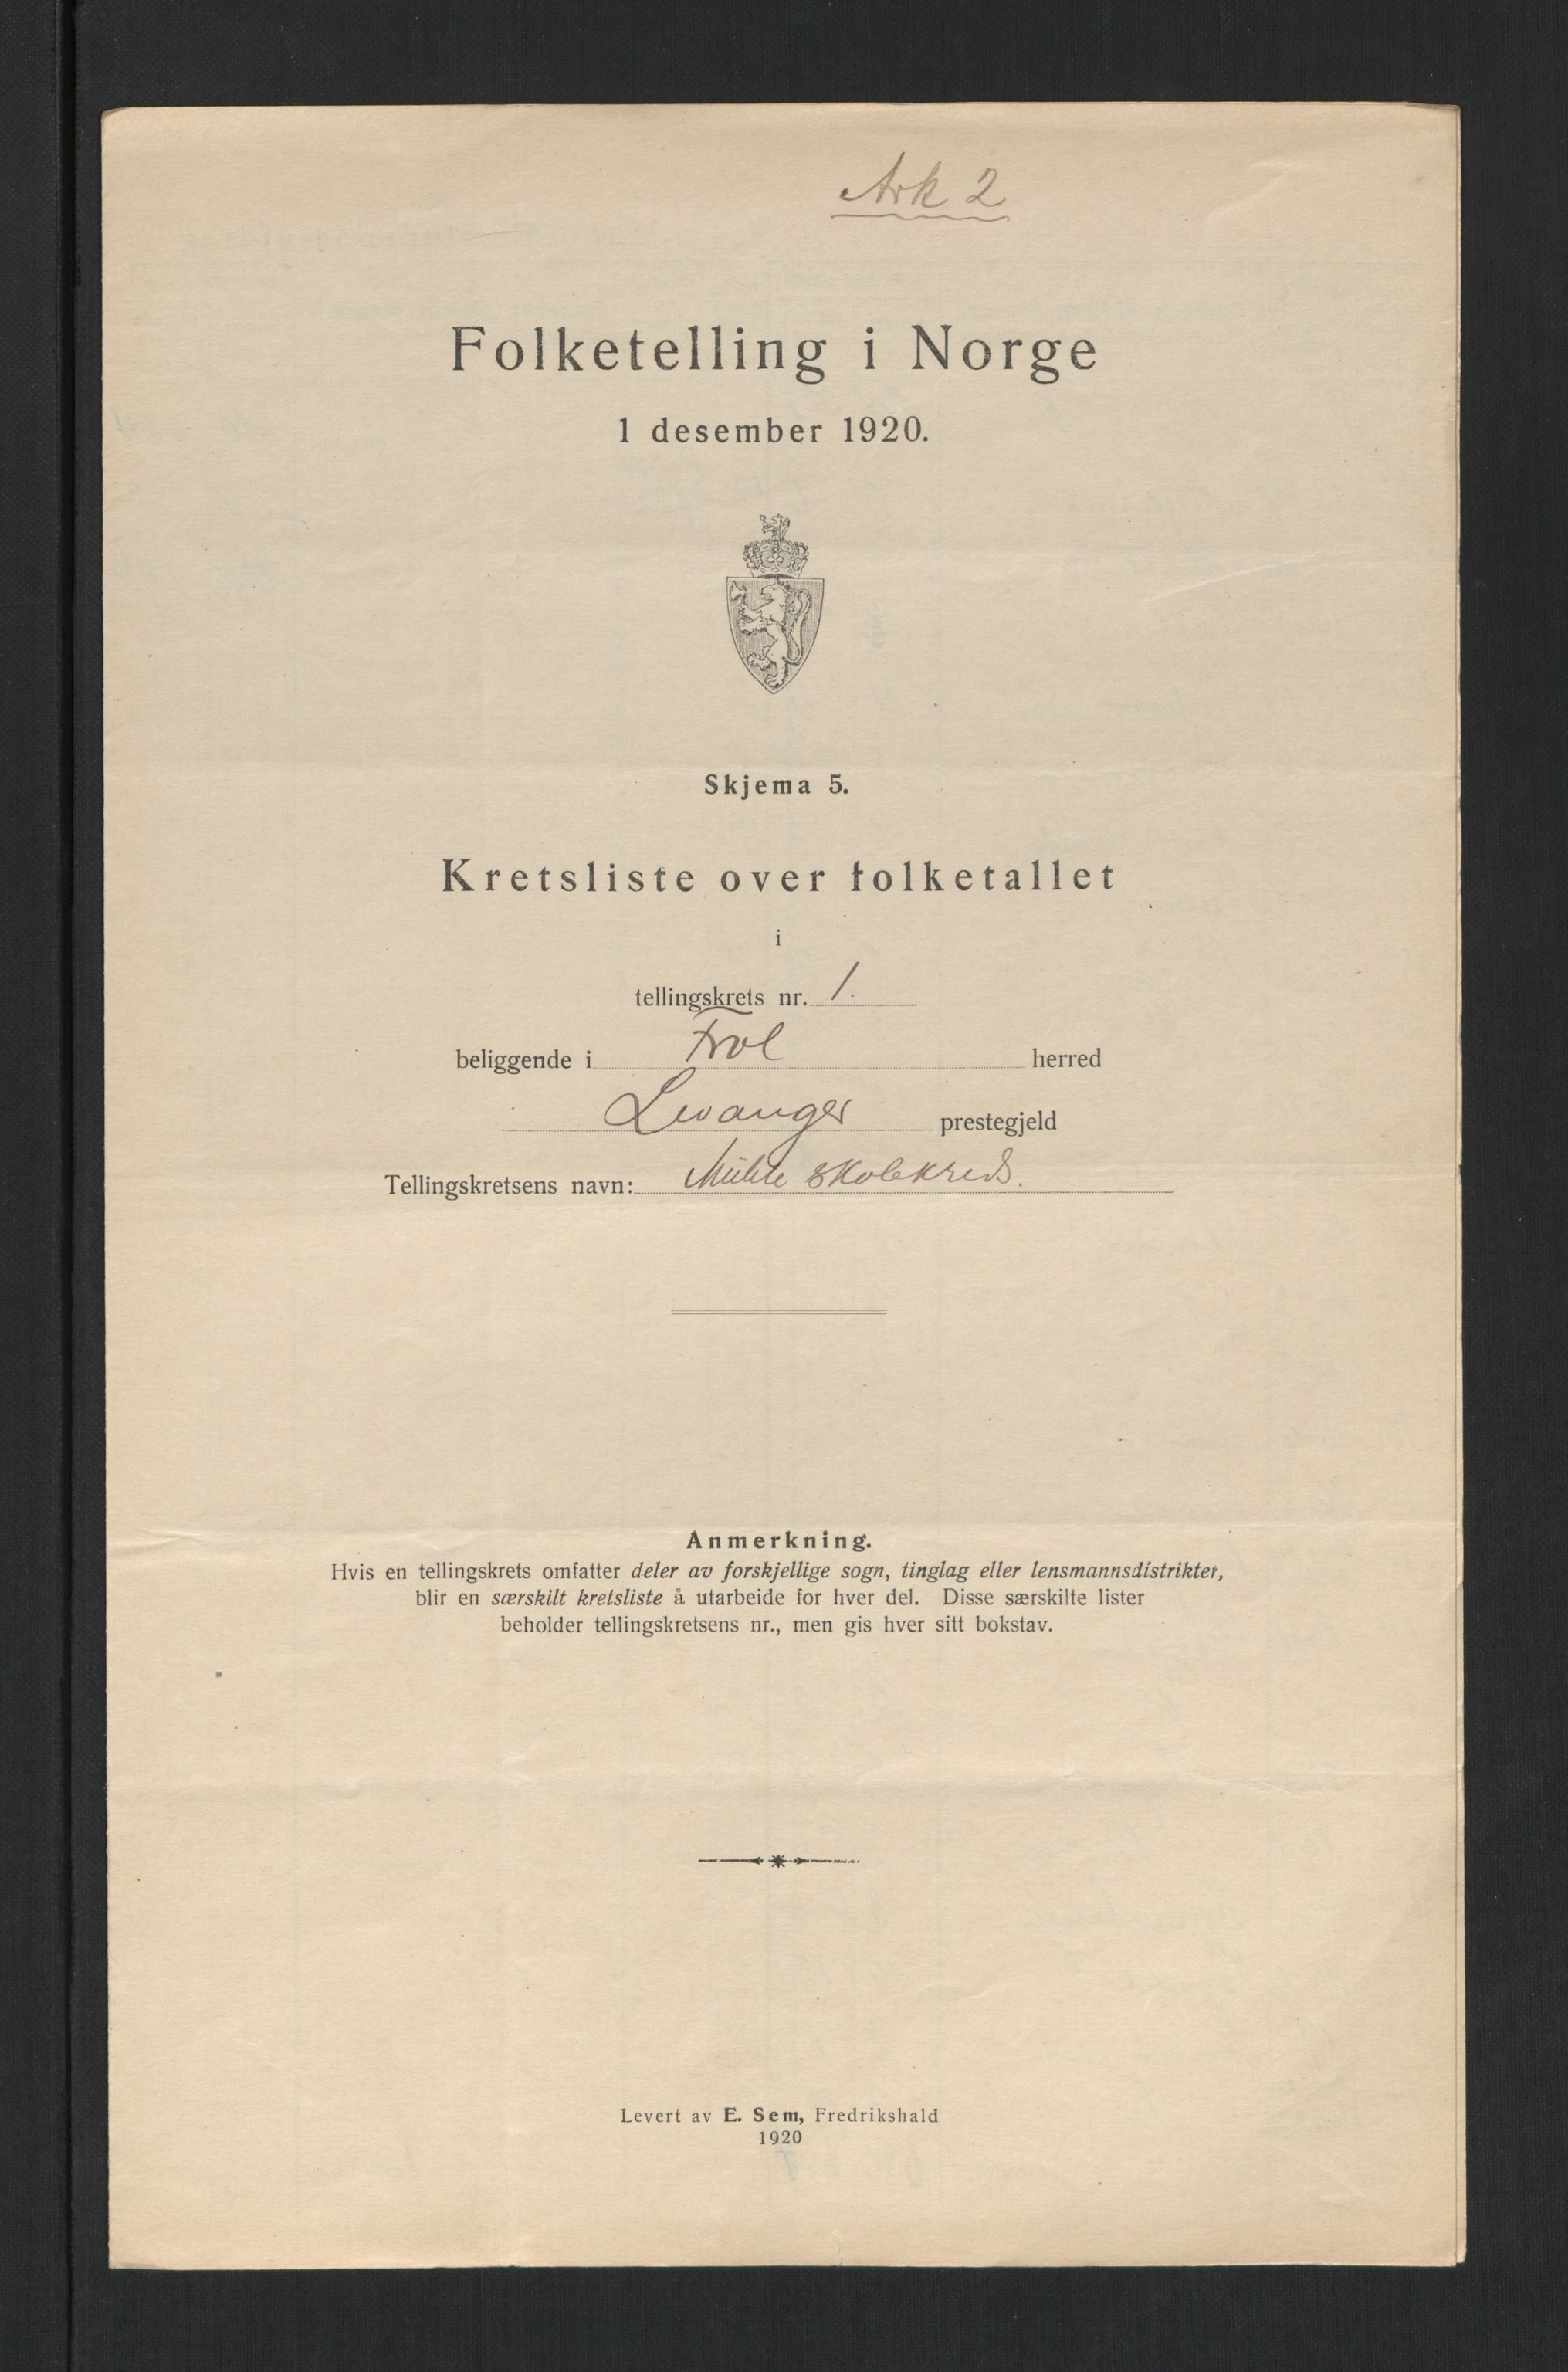 Ark 2
Folketelling i Norge
1 desember 1920.
Skjema 5.
Kretsliste over folketallet
i
tellingskrets nr. 1.
beliggende i Frol herred
Levanger prestegjeld
Tellingskretsens navn: skolekreds.
Anmerkning.
Hvis en tellingskrets omfatter deler av forskjellige sogn, tinglag eller lensmannsdistrikter,
blir en særskilt kretsliste å utarbeide for hver del. Disse særskilte lister
beholder tellingskretsens nr., men gis hver sitt bokstav.
Levert av E. Sem, Fredrikshald
1920